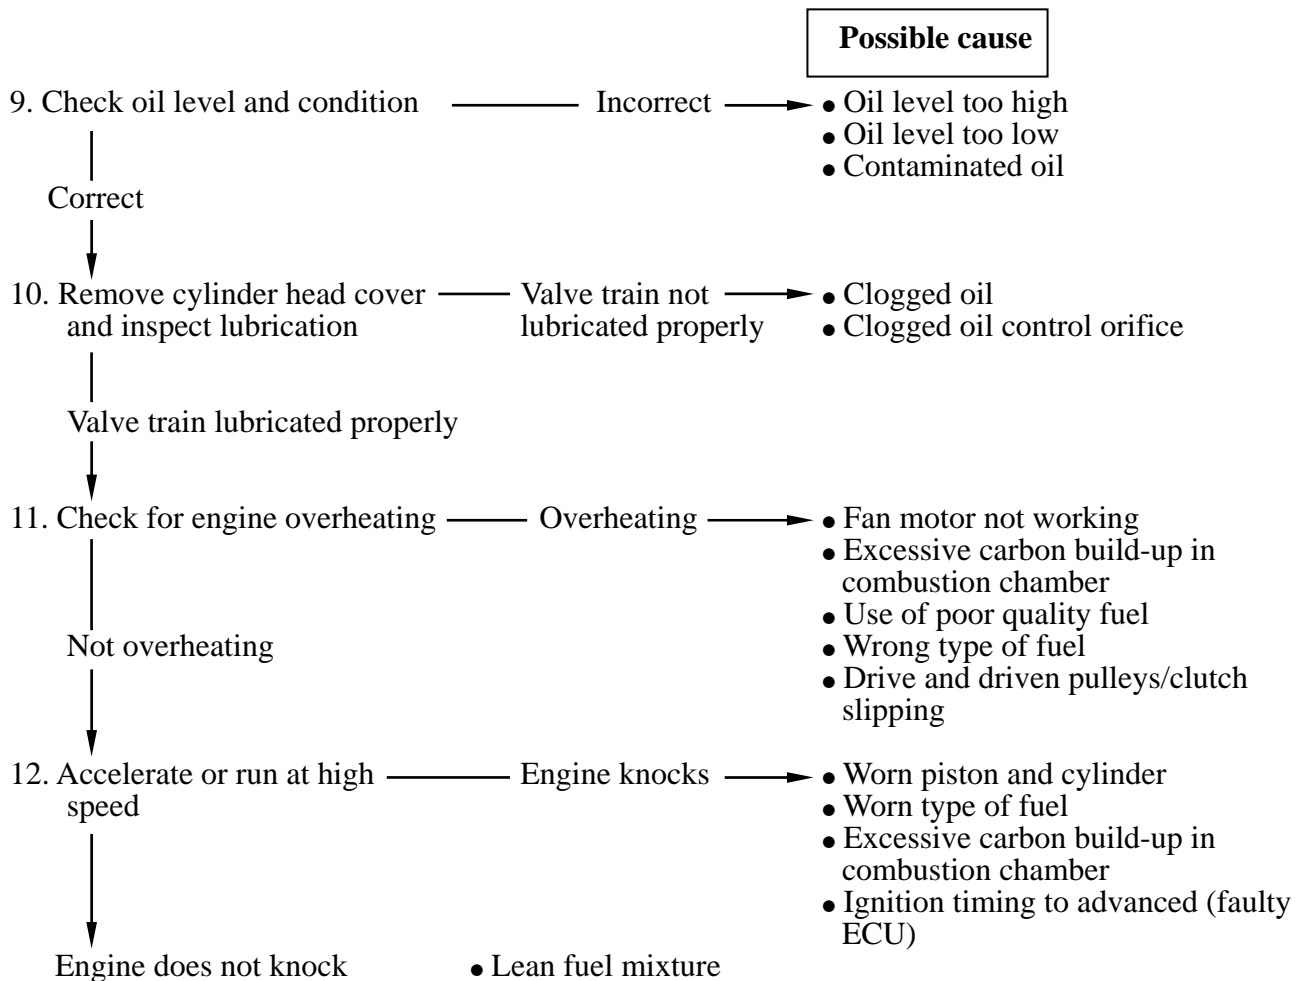 Possible cause
9. Check oil level and condition
Incorrect
● Oil level too high
● Oil level too low
● Contaminated oil
Correct
10. Remove cylinder head cover
and inspect lubrication
Valve train not
lubricated properly
● Clogged oil
● Clogged oil control orifice
Valve train lubricated properly
11. Check for engine overheating
Overheating
● Fan motor not working
● Excessive carbon build-up in
combustion chamber
● Use of poor quality fuel
● Wrong type of fuel
● Drive and driven pulleys/clutch
slipping
Not overheating
12. Accelerate or run at high
speed
Engine knocks
● Worn piston and cylinder
● Worn type of fuel
● Excessive carbon build-up in
combustion chamber
● Ignition timing to advanced (faulty
ECU)
Engine does not knock
● Lean fuel mixture